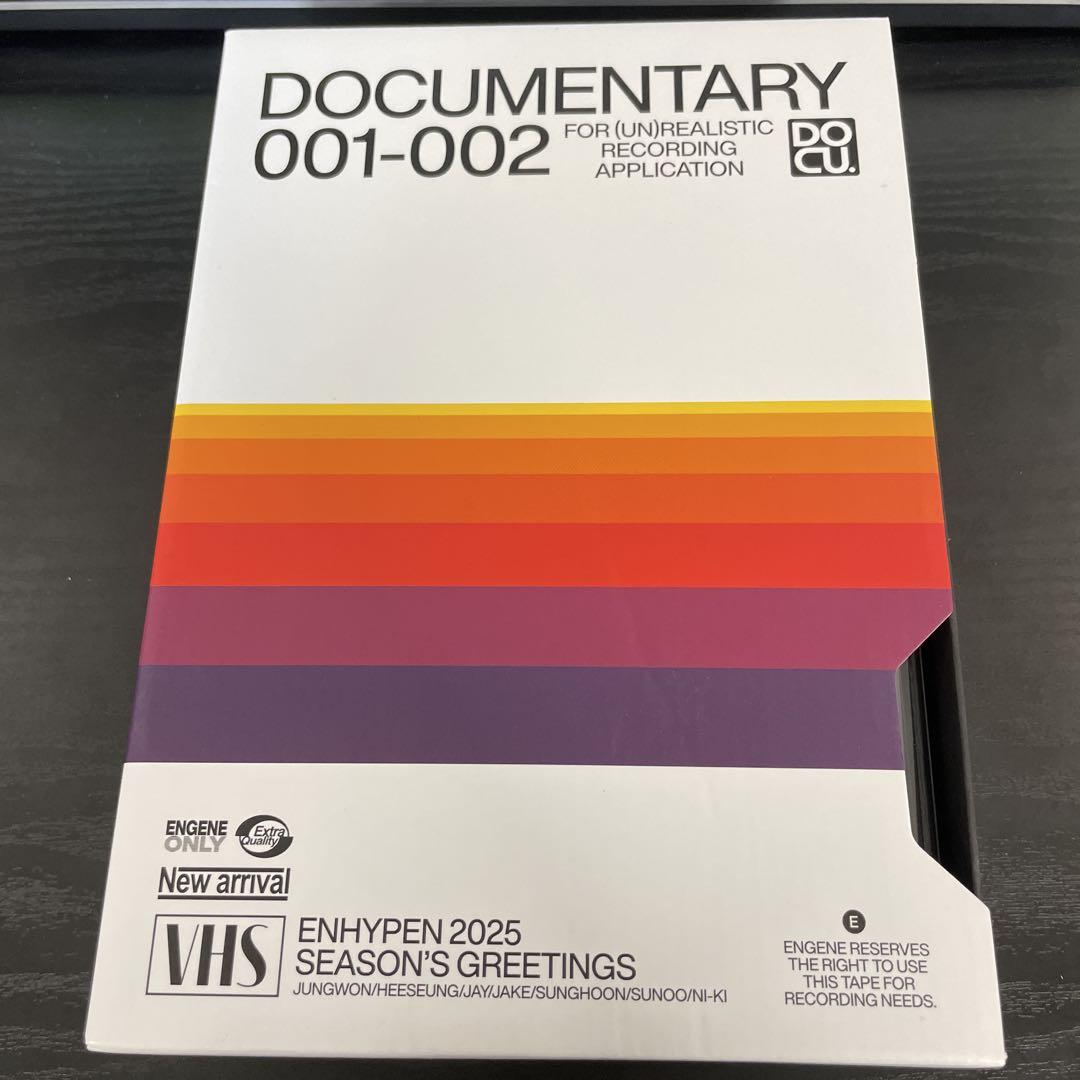 DOCUMENTARY
001-002
FOR (UN)REALISTIC
RECORDING
APPLICATION
DO
CU.
ENGENE
ONLY
Extra
Quality
New arrival
VHS
ENHYPEN 2025
SEASON'S GREETINGS
JUNGWON/HEESEUNG/JAY/JAKE/SUNGHOON/SUNOO/NI-KI
E
ENGENE RESERVES
THE RIGHT TO USE
THIS TAPE FOR
RECORDING NEEDS.